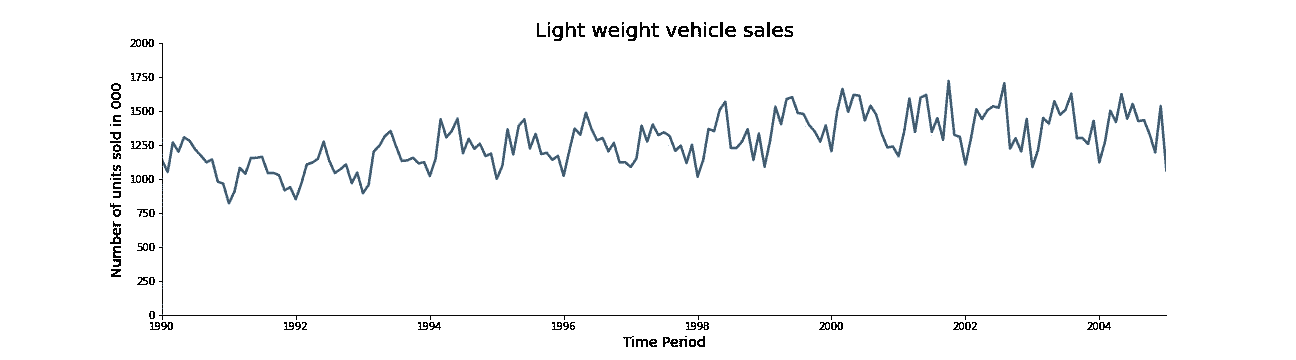 Light weight vehicle sales
Number of units sold in 000
2000
1750
1500
1250
1000
750
500
250
0
1990 1992 1994 1996 1998 2000 2002 2004
Time Period